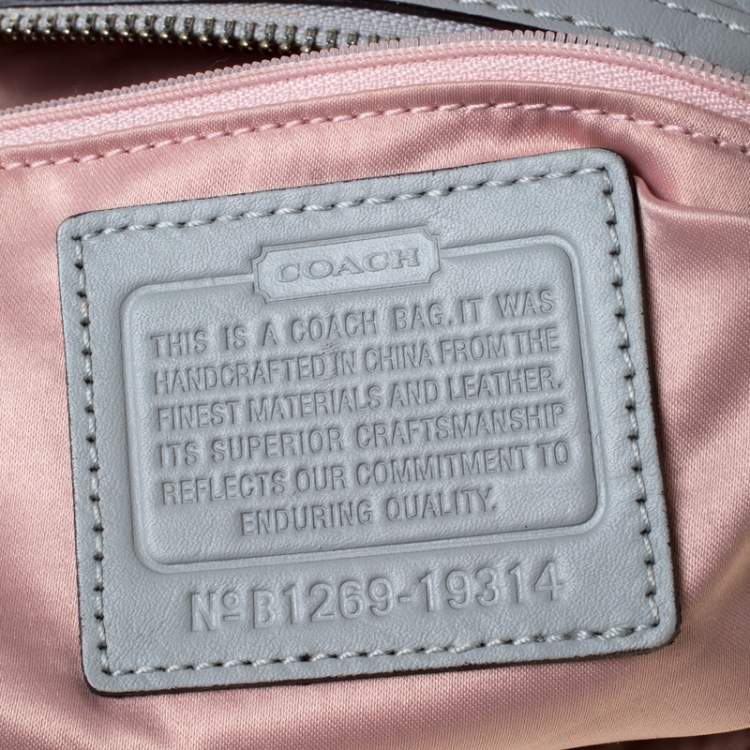 COACH
THIS IS A COACH BAG. IT WAS
HANDCRAFTED IN CHINA FROM THE
FINEST MATERIALS AND LEATHER.
ITS SUPERIOR CRAFTSMANSHIP
REFLECTS OUR COMMITMENT TO
ENDURING QUALITY.
Nº B1269-19314